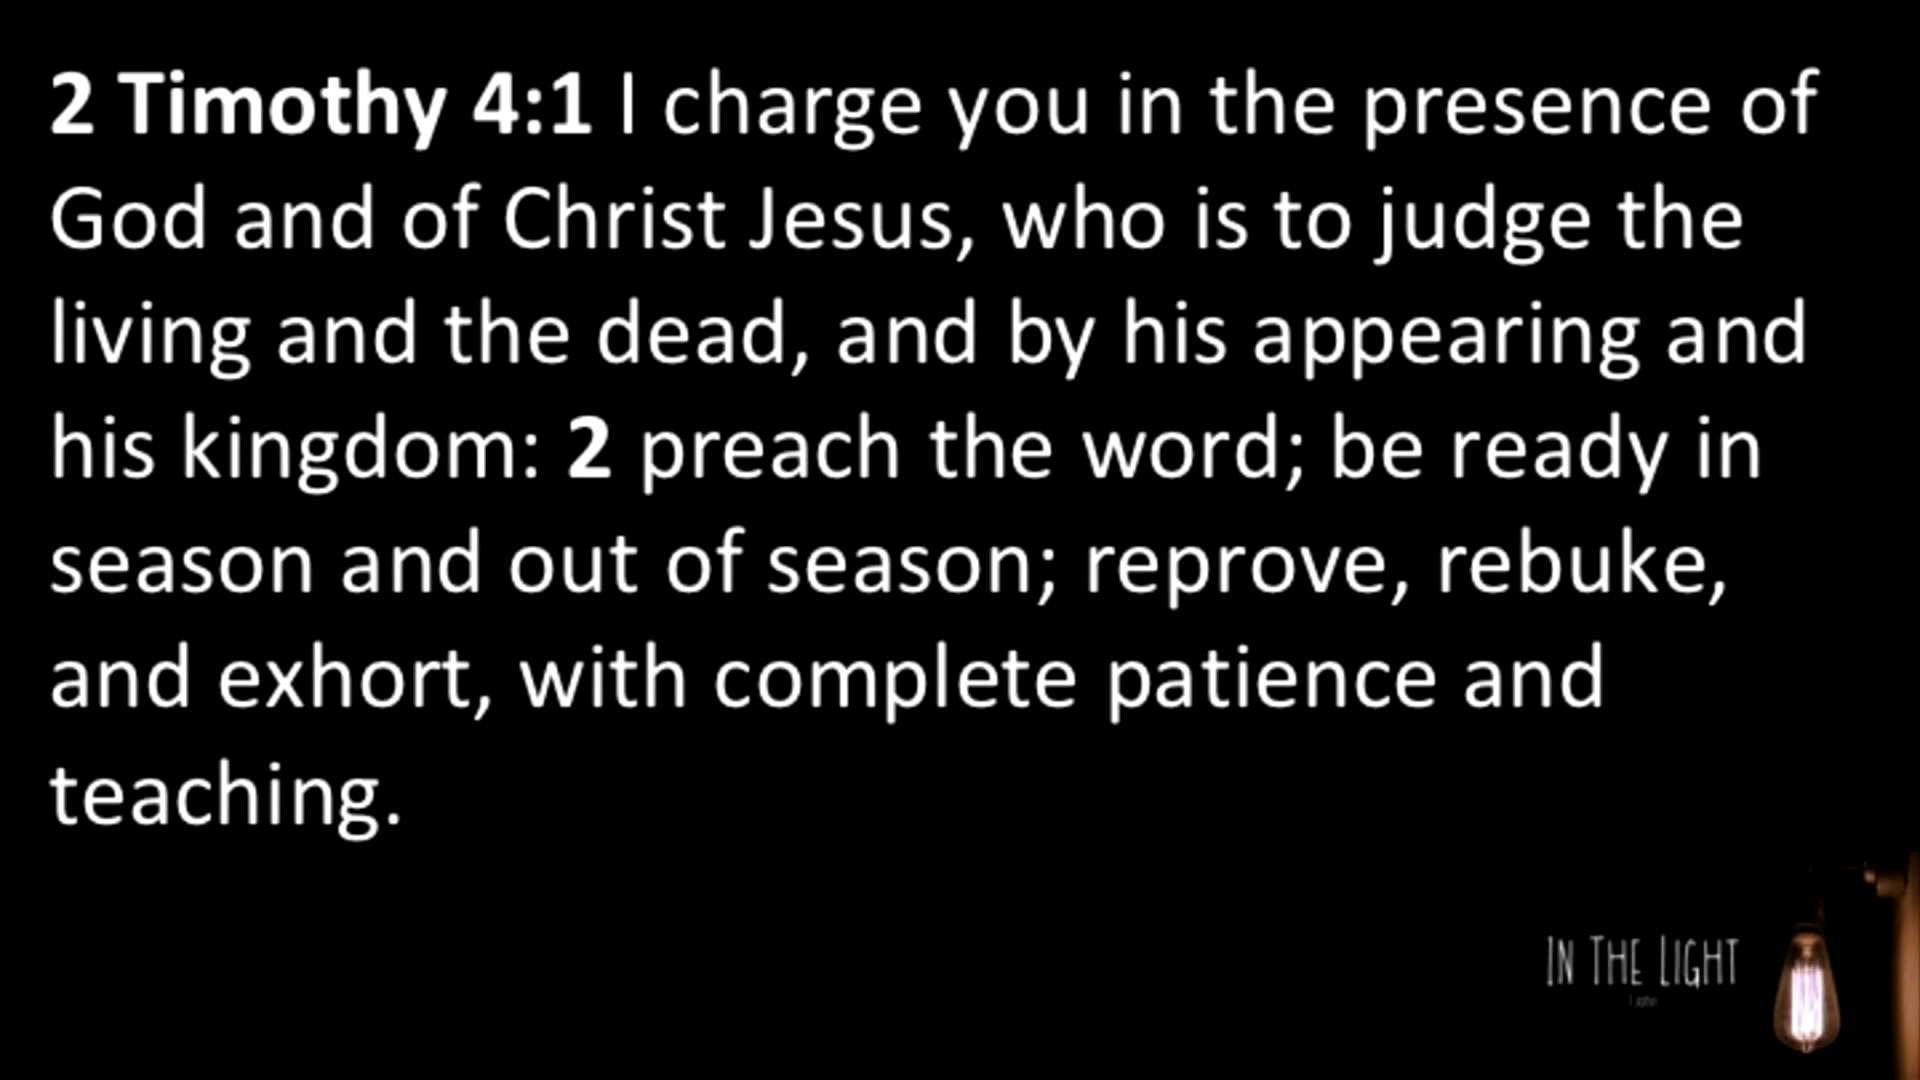 2 Timothy 4:1 I charge you in the presence of
God and of Christ Jesus, who is to judge the
living and the dead, and by his appearing and
his kingdom: 2 preach the word; be ready in
season and out of season; reprove, rebuke,
and exhort, with complete patience and
teaching.
IN THE LIGHT
1 John